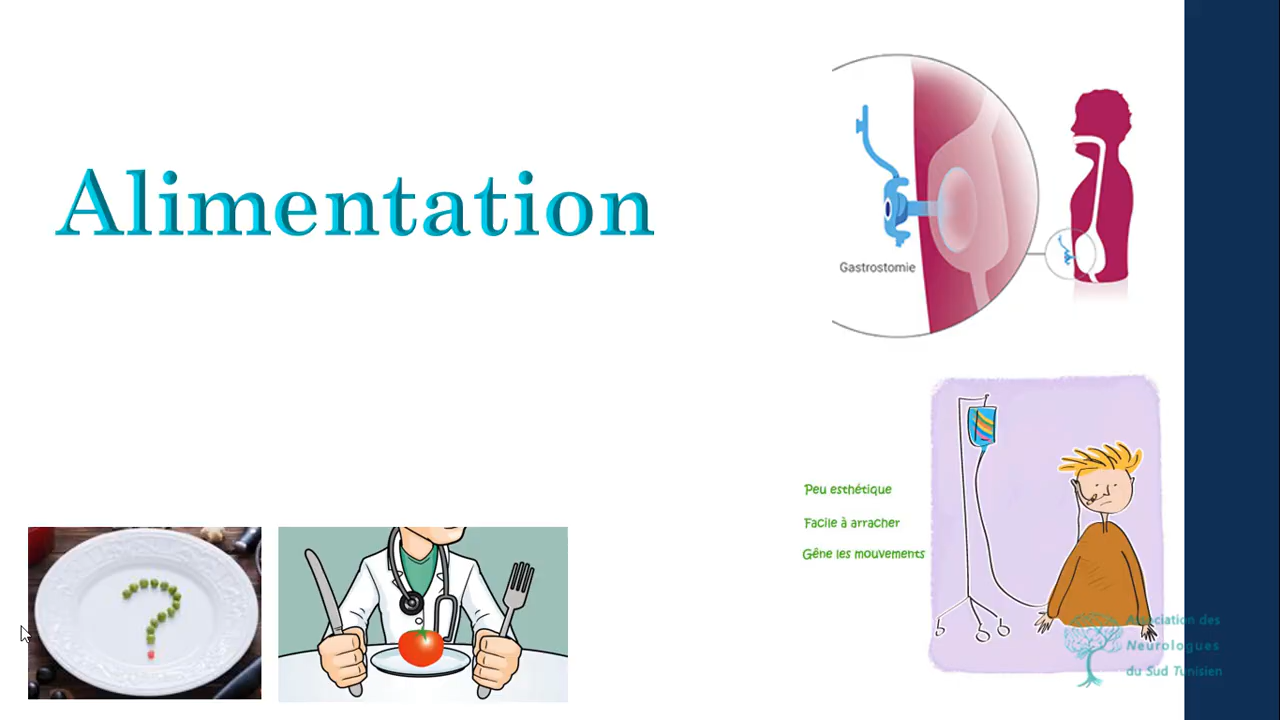 Alimentation
Gastrostomie
Peu esthétique
Facile à arracher
Gêne les mouvements
Association des
Neurologues
du Sud Tunisien